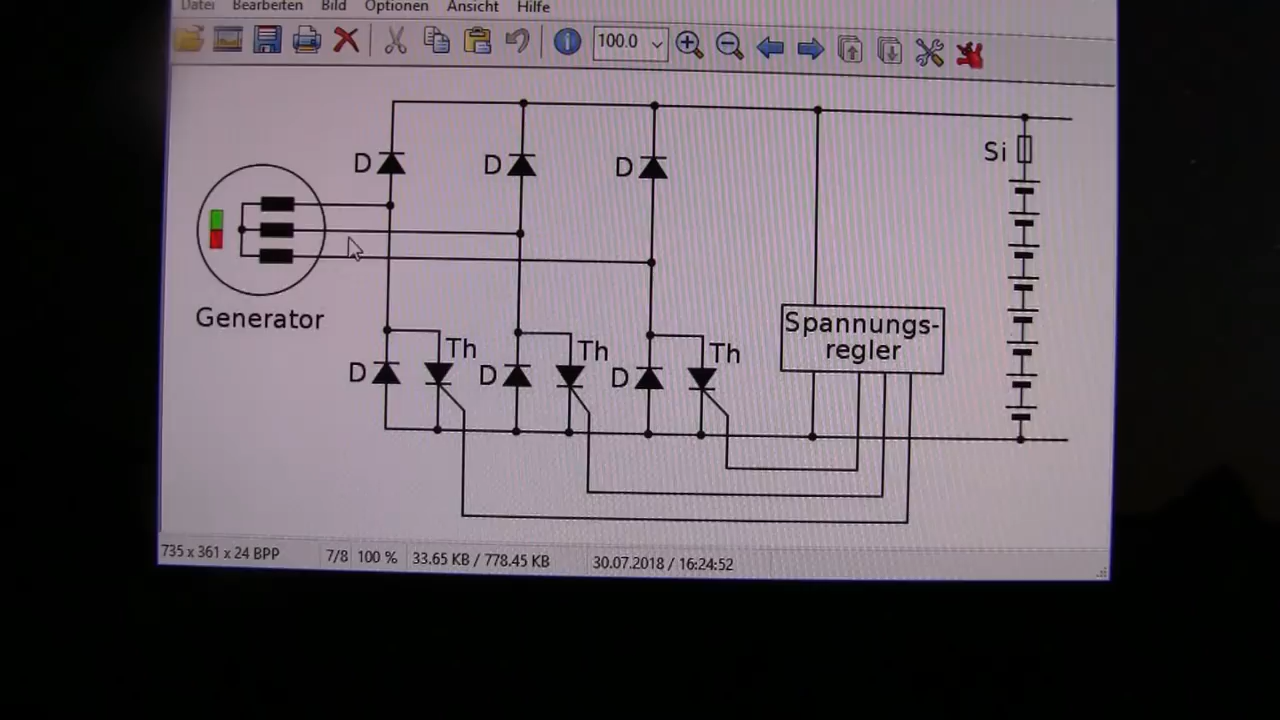 Datei Bearbeiten Bild Optionen Ansicht Hilfe
100.0
D D D Si
Generator
Spannungs-
regler
D Th D Th D Th
735 x 361 x 24 BPP 7/8 100 % 33.65 KB / 778.45 KB 30.07.2018 / 16:24:52